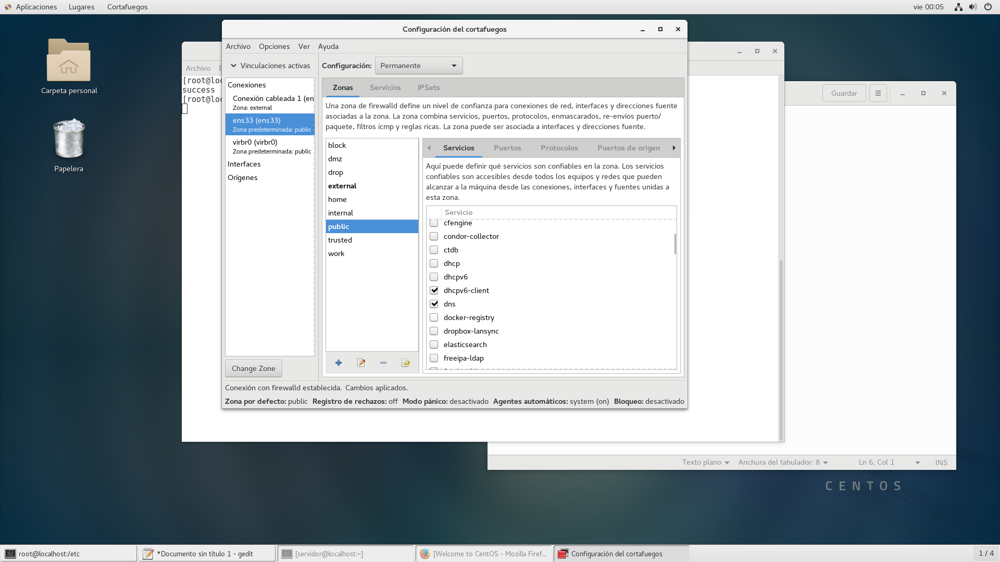 Aplicaciones Lugares Cortafuegos vie 00:05
Configuración del cortafuegos
Archivo Opciones Ver Ayuda
Carpeta personal
Papelera
Archivo E
[root@loc
success
[root@loc
Vinculaciones activas
Configuración: Permanente
Conexiones
Conexión cableada 1 (en
Zona: external
ens33 (ens33)
Zona predeterminada: public
virbr0 (virbr0)
Zona predeterminada: public
Interfaces
Orígenes
Change Zone
Zonas Servicios IPSets
Una zona de firewalld define un nivel de confianza para conexiones de red, interfaces y direcciones fuente
asociadas a la zona. La zona combina servicios, puertos, protocolos, enmascarados, re-envíos puerto/
paquete, filtros icmp y reglas ricas. La zona puede ser asociada a interfaces y direcciones fuente.
block
dmz
drop
external
home
internal
public
trusted
work
Servicios Puertos Protocolos Puertos de origen
Aquí puede definir qué servicios son confiables en la zona. Los servicios
confiables son accesibles desde todos los equipos y redes que pueden
alcanzar a la máquina desde las conexiones, interfaces y fuentes unidas a
esta zona.
Servicio
cfengine
condor-collector
ctdb
dhcp
dhcpv6
dhcpv6-client
dns
docker-registry
dropbox-lansync
elasticsearch
freeipa-ldap
Conexión con firewalld establecida. Cambios aplicados.
Zona por defecto: public Registro de rechazos: off Modo pánico: desactivado Agentes automáticos: system (on) Bloqueo: desactivado
Guardar
Texto plano Anchura del tabulador: 8 Ln 6, Col 1 INS
CENTOS
root@localhost:/etc *Documento sin título 1 - gedit [servidor@localhost:~] [Welcome to CentOS - Mozilla Firef... Configuración del cortafuegos 1 / 4